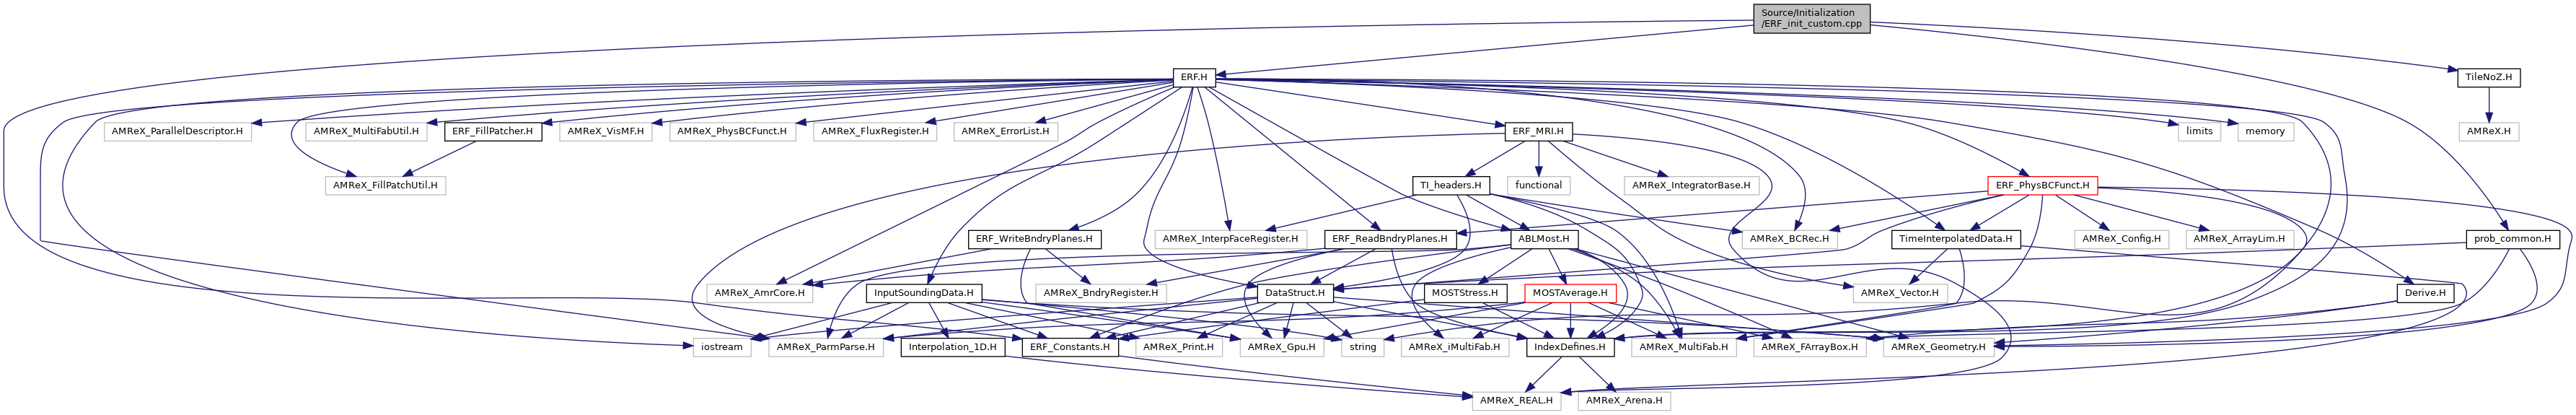 Source/Initialization
/ERF_init_custom.cpp
ERF.H
TileNoZ.H
AMReX_ParallelDescriptor.H
AMReX_MultiFabUtil.H
ERF_FillPatcher.H
AMReX_VisMF.H
AMReX_PhysBCFunct.H
AMReX_FluxRegister.H
AMReX_ErrorList.H
ERF_MRI.H
limits
memory
AMReX.H
AMReX_FillPatchUtil.H
TI_headers.H
functional
AMReX_IntegratorBase.H
ERF_PhysBCFunct.H
ERF_WriteBndryPlanes.H
AMReX_InterpFaceRegister.H
ERF_ReadBndryPlanes.H
ABLMost.H
AMReX_BCRec.H
TimeInterpolatedData.H
AMReX_Config.H
AMReX_ArrayLim.H
prob_common.H
AMReX_AmrCore.H
InputSoundingData.H
AMReX_BndryRegister.H
DataStruct.H
MOSTStress.H
MOSTAverage.H
AMReX_Vector.H
Derive.H
iostream
AMReX_ParmParse.H
Interpolation_1D.H
ERF_Constants.H
AMReX_Print.H
AMReX_Gpu.H
string
AMReX_iMultiFab.H
IndexDefines.H
AMReX_MultiFab.H
AMReX_FArrayBox.H
AMReX_Geometry.H
AMReX_REAL.H
AMReX_Arena.H